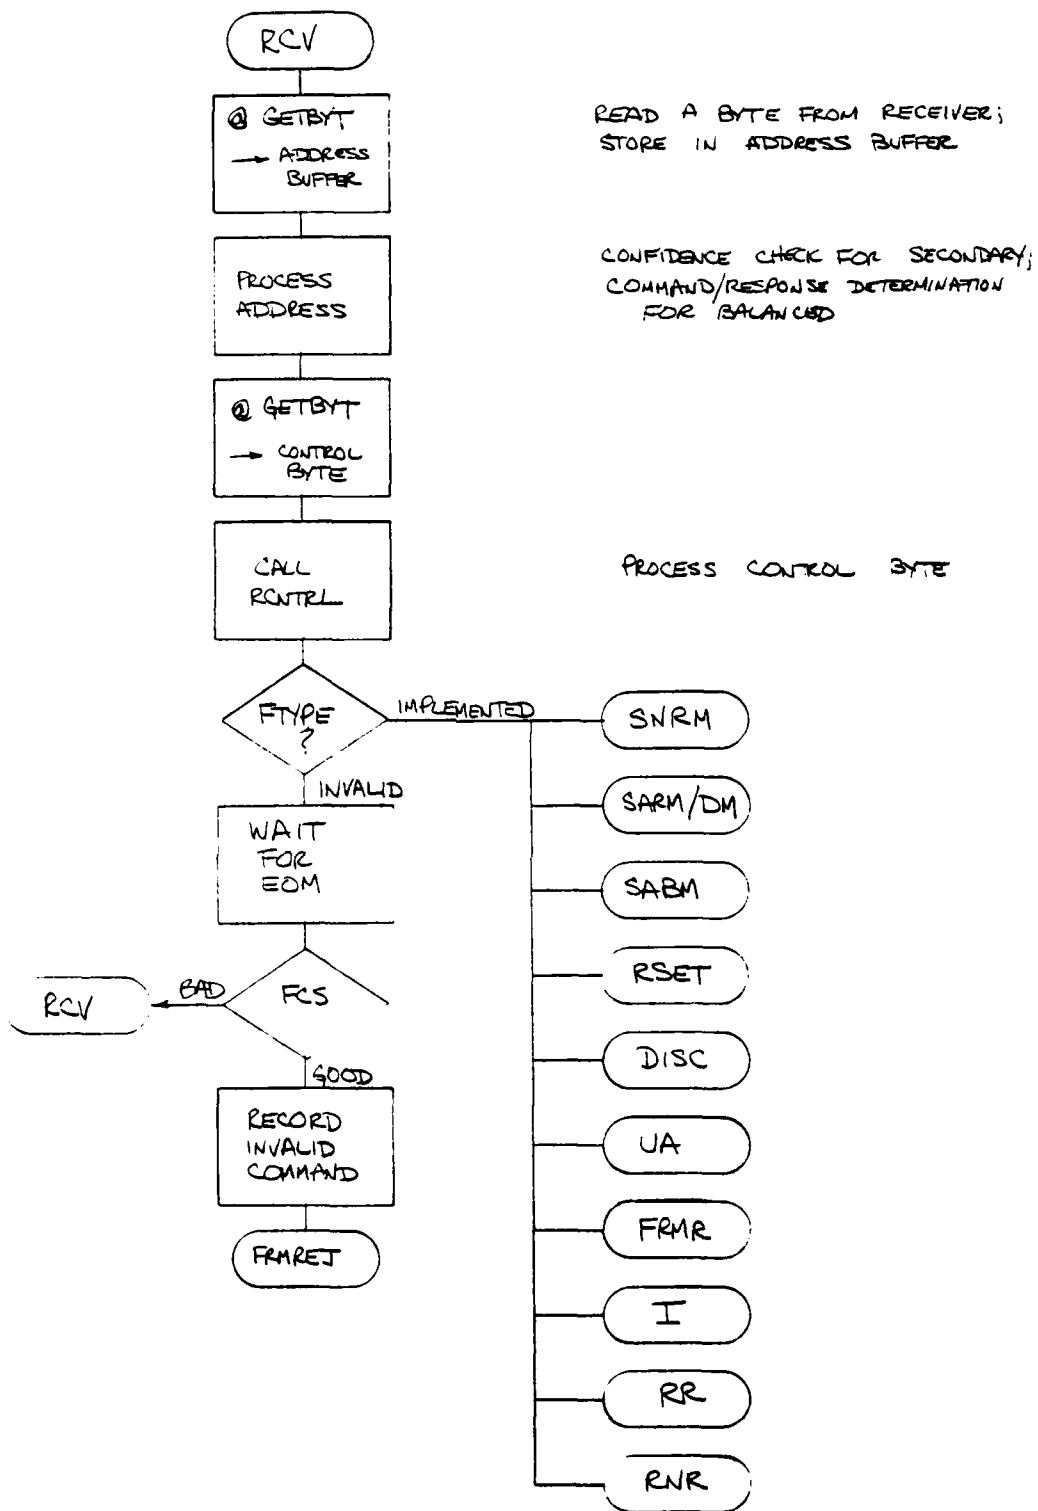 RCV
@ GETBYT
→ ADDRESS
BUFFER
READ A BYTE FROM RECEIVER;
STORE IN ADDRESS BUFFER
PROCESS
ADDRESS
CONFIDENCE CHECK FOR SECONDARY;
COMMAND/RESPONSE DETERMINATION
FOR BALANCED
@ GETBYT
→ CONTROL
BYTE
CALL
RCNTRL
PROCESS CONTROL BYTE
FTYPE
?
IMPLEMENTED
INVALID
WAIT
FOR
EOM
FCS
BAD
RCV
GOOD
RECORD
INVALID
COMMAND
FRMREJ
SNRM
SARM/DM
SABM
RSET
DISC
UA
FRMR
I
RR
RNR